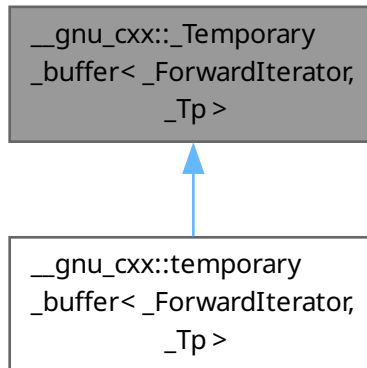 __gnu_cxx::_Temporary
_buffer< _ForwardIterator,
_Tp >
__gnu_cxx::temporary
_buffer< _ForwardIterator,
_Tp >